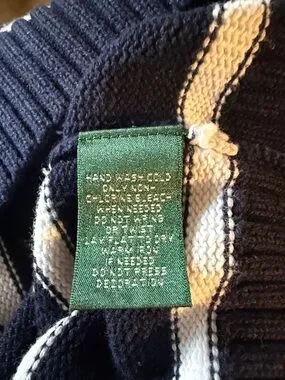 HAND WASH COLD
ONLY NON-
CHLORINE BLEACH
WHEN NEEDED
DO NOT WRING
OR TWIST
LAY FLAT TO DRY
WARM IRON
IF NEEDED
DO NOT PRESS
DECORATION